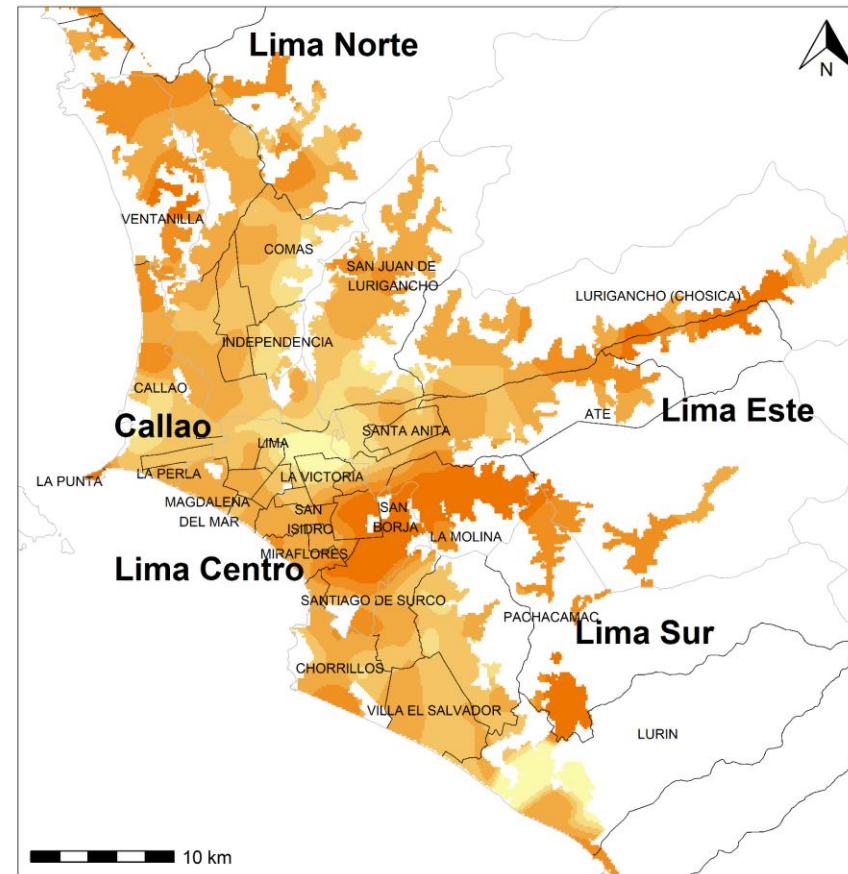 Lima Norte
N
VENTANILLA
COMAS
SAN JUAN DE
LURIGANCHO
LURIGANCHO (CHOSICA)
INDEPENDENCIA
CALLAO
ATE
Lima Este
Callao
LIMA
SANTA ANITA
LA PUNTA
LA PERLA
LA VICTORIA
MAGDALENA
DEL MAR
SAN
ISIDRO
SAN
BORJA
LA MOLINA
MIRAFLORES
Lima Centro
SANTIAGO DE SURCO
PACHACAMAC
Lima Sur
CHORRILLOS
VILLA EL SALVADOR
LURIN
10 km